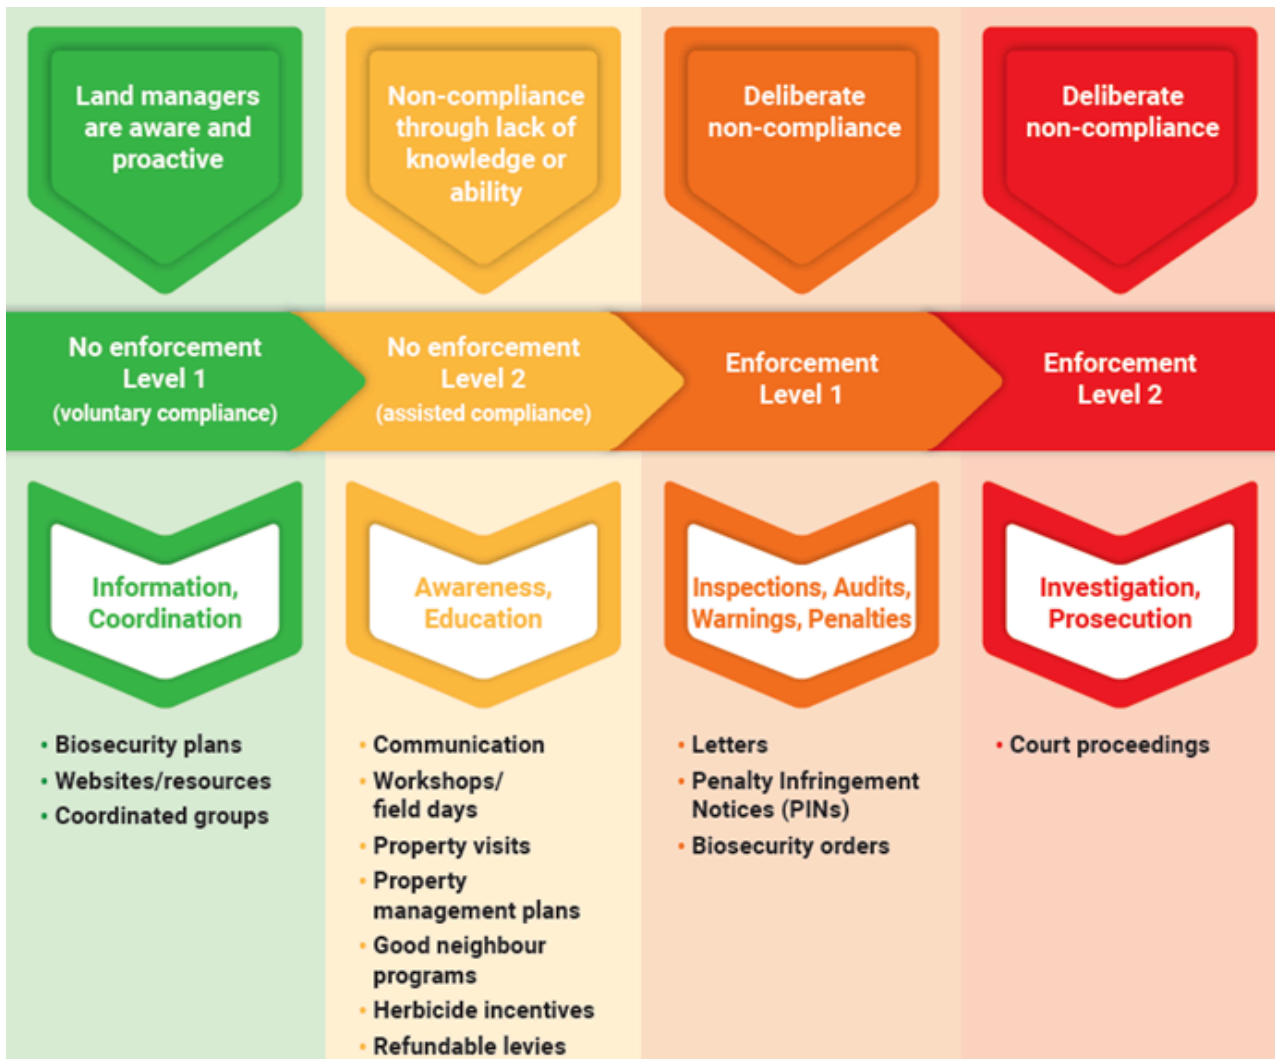 Land managers
are aware and
proactive
Non-compliance
through lack of
knowledge or
ability
Deliberate
non-compliance
Deliberate
non-compliance
No enforcement
Level 1
(voluntary compliance)
No enforcement
Level 2
(assisted compliance)
Enforcement
Level 1
Enforcement
Level 2
Information,
Coordination
Awareness,
Education
Inspections, Audits,
Warnings, Penalties
Investigation,
Prosecution
• Biosecurity plans
• Websites/resources
• Coordinated groups
• Communication
• Workshops/
field days
• Property visits
• Property
management plans
• Good neighbour
programs
• Herbicide incentives
• Refundable levies
• Letters
• Penalty Infringement
Notices (PINs)
• Biosecurity orders
• Court proceedings